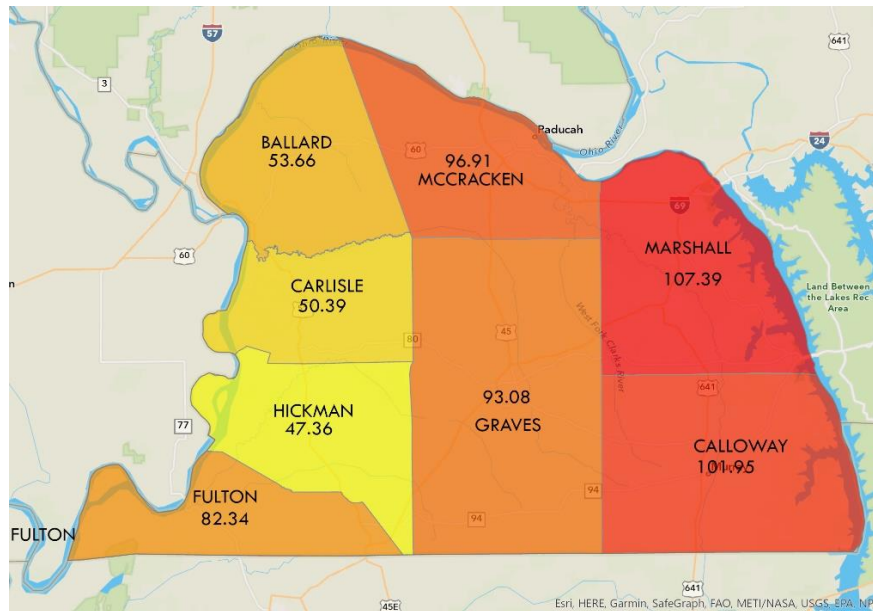 57
641
3
Paducah
Ohio River
24
BALLARD
53.66
60
96.91
MCCRACKEN
69
60
MARSHALL
107.39
CARLISLE
50.39
Land Between
the Lakes Rec
Area
West Fork Clarks River
80
45
641
HICKMAN
47.36
93.08
GRAVES
77
CALLOWAY
101.95
FULTON
82.34
94
94
FULTON
45E
641
Esri, HERE, Garmin, SafeGraph, FAO, METI/NASA, USGS, EPA, NP